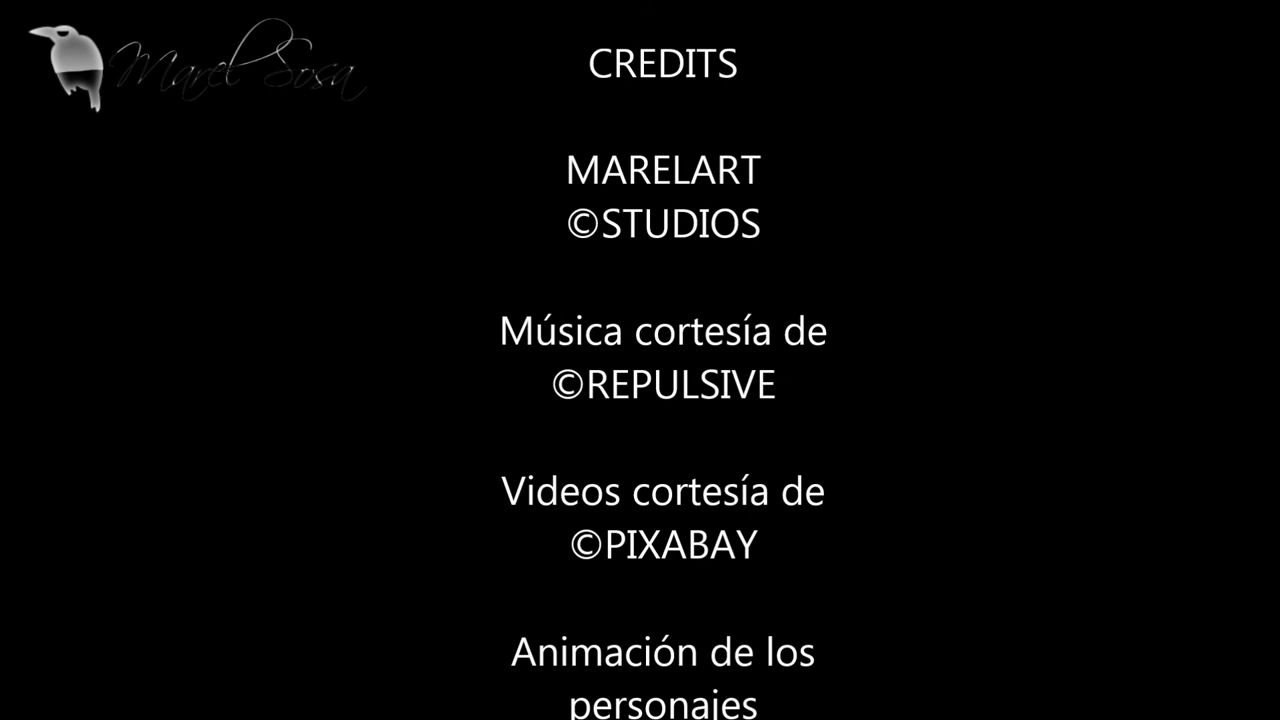 Marel Sosa
CREDITS
MARELART
©STUDIOS
Música cortesía de
©REPULSIVE
Videos cortesía de
©PIXABAY
Animación de los
personajes